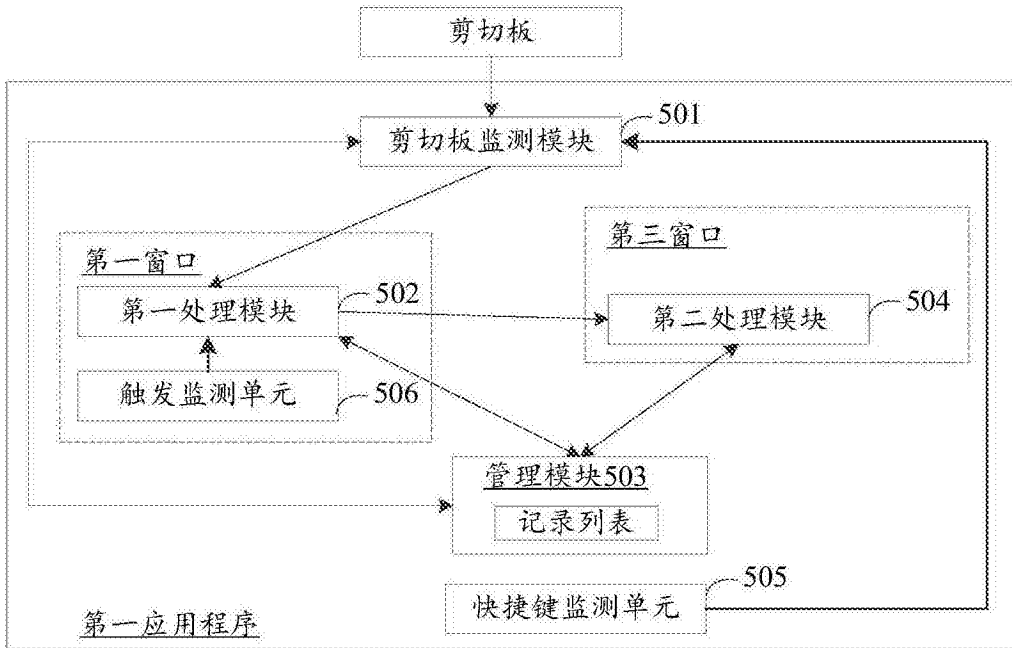 剪切板
501
剪切板监测模块
第三窗口
第一窗口
502
504
第一处理模块
第二处理模块
触发监测单元
506
管理模块503
记录列表
505
快捷键监测单元
第一应用程序